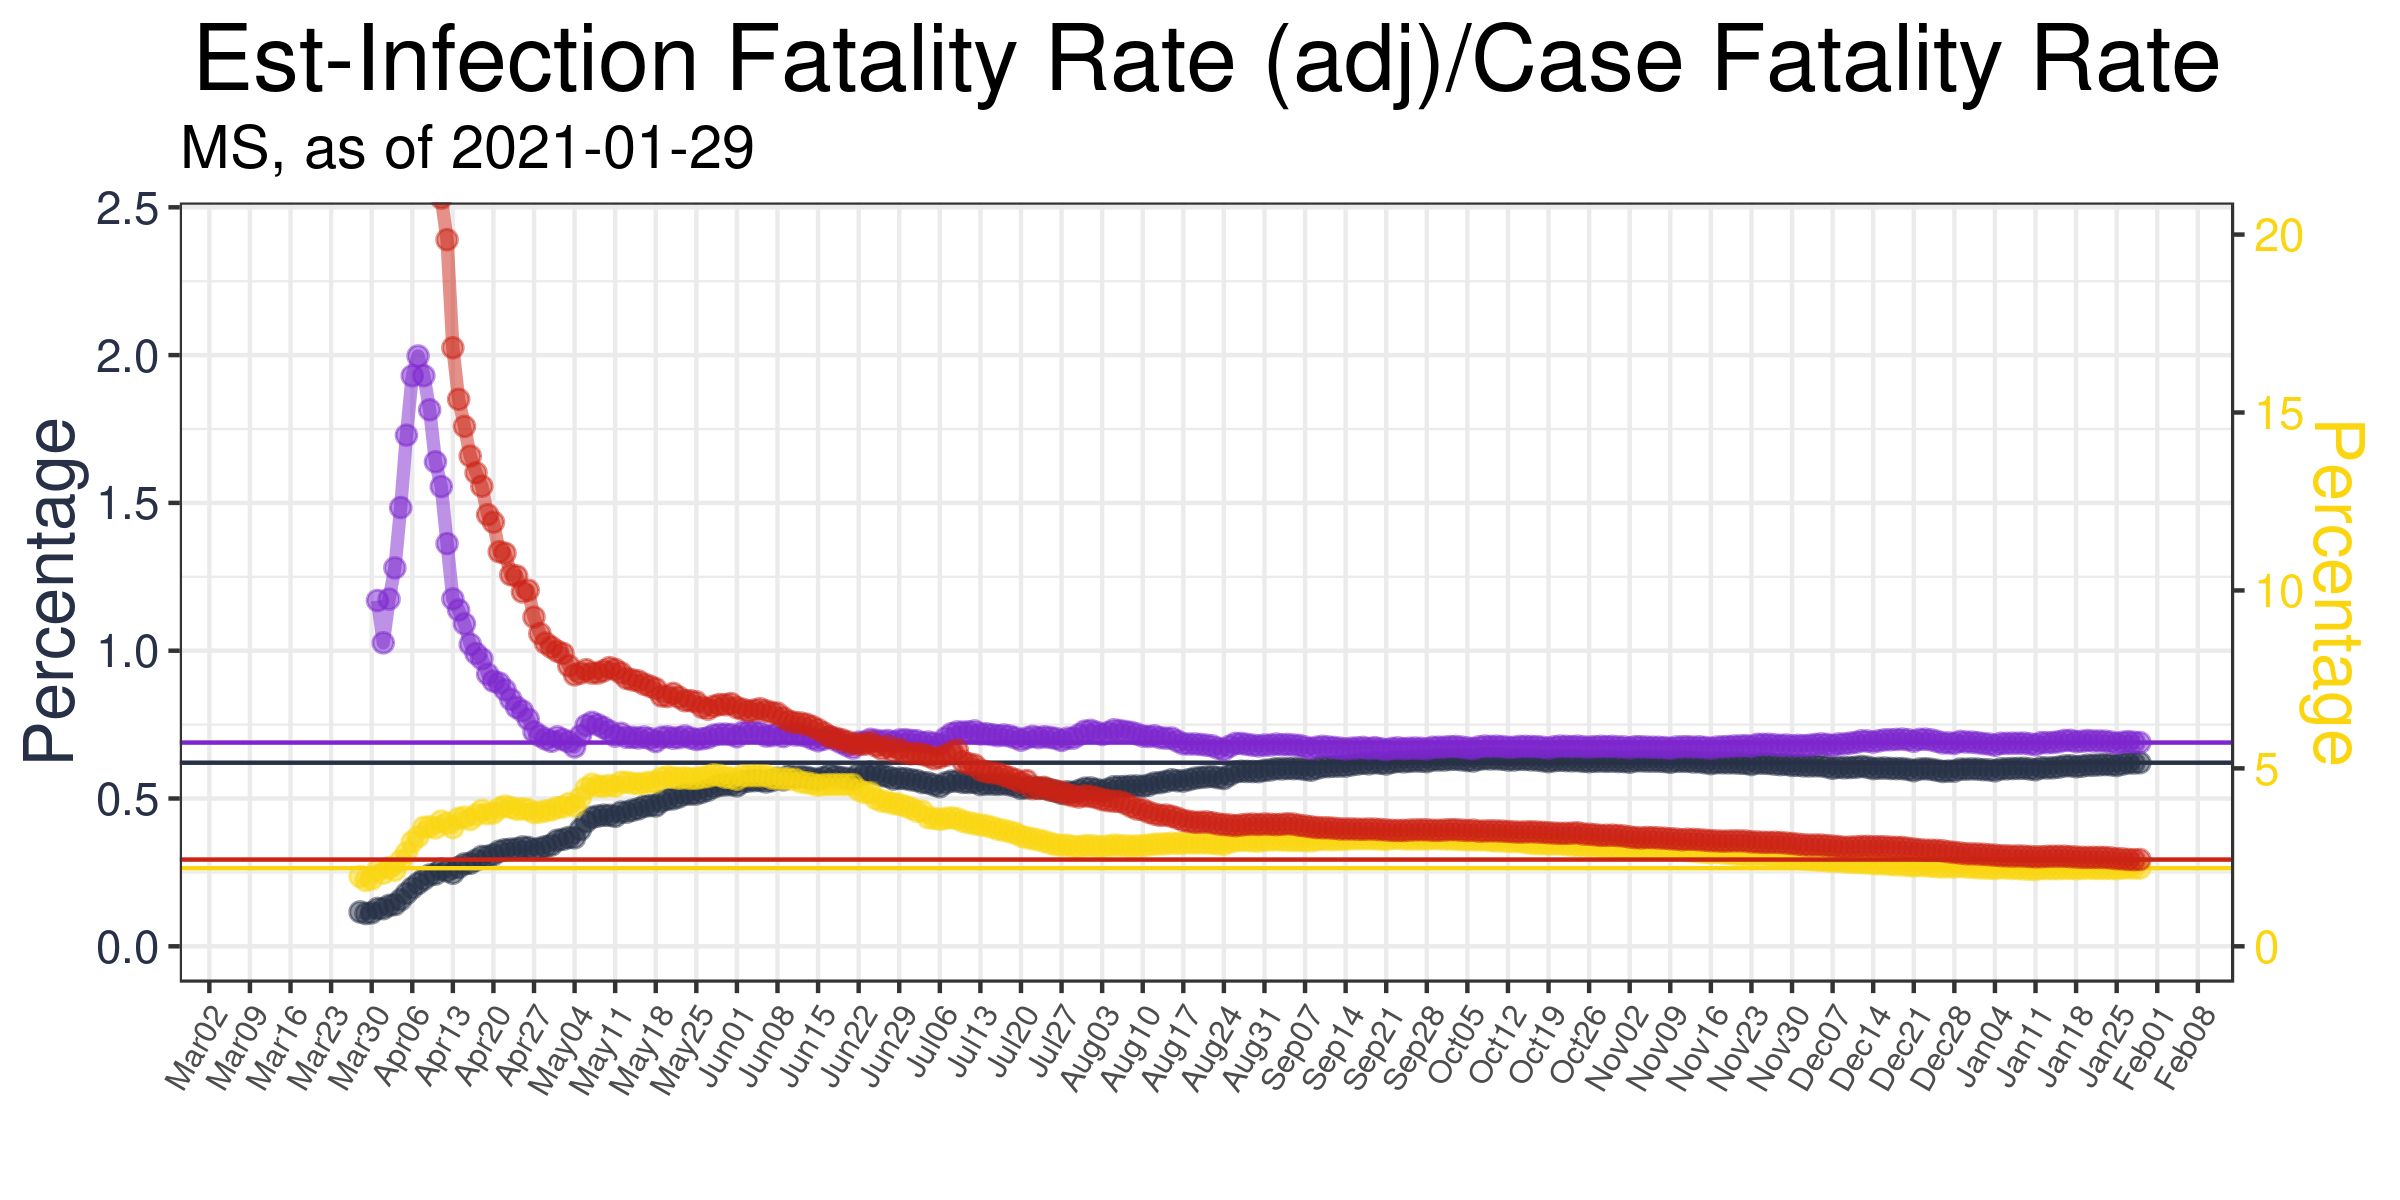 Est-Infection Fatality Rate (adj)/Case Fatality Rate
MS, as of 2021-01-29
Percentage
2.5
2.0
1.5
1.0
0.5
0.0
20
15
10
5
0
Percentage
Mar02
Mar09
Mar16
Mar23
Mar30
Apr06
Apr13
Apr20
Apr27
May04
May11
May18
May25
Jun01
Jun08
Jun15
Jun22
Jun29
Jul06
Jul13
Jul20
Jul27
Aug03
Aug10
Aug17
Aug24
Aug31
Sep07
Sep14
Sep21
Sep28
Oct05
Oct12
Oct19
Oct26
Nov02
Nov09
Nov16
Nov23
Nov30
Dec07
Dec14
Dec21
Dec28
Jan04
Jan11
Jan18
Jan25
Feb01
Feb08